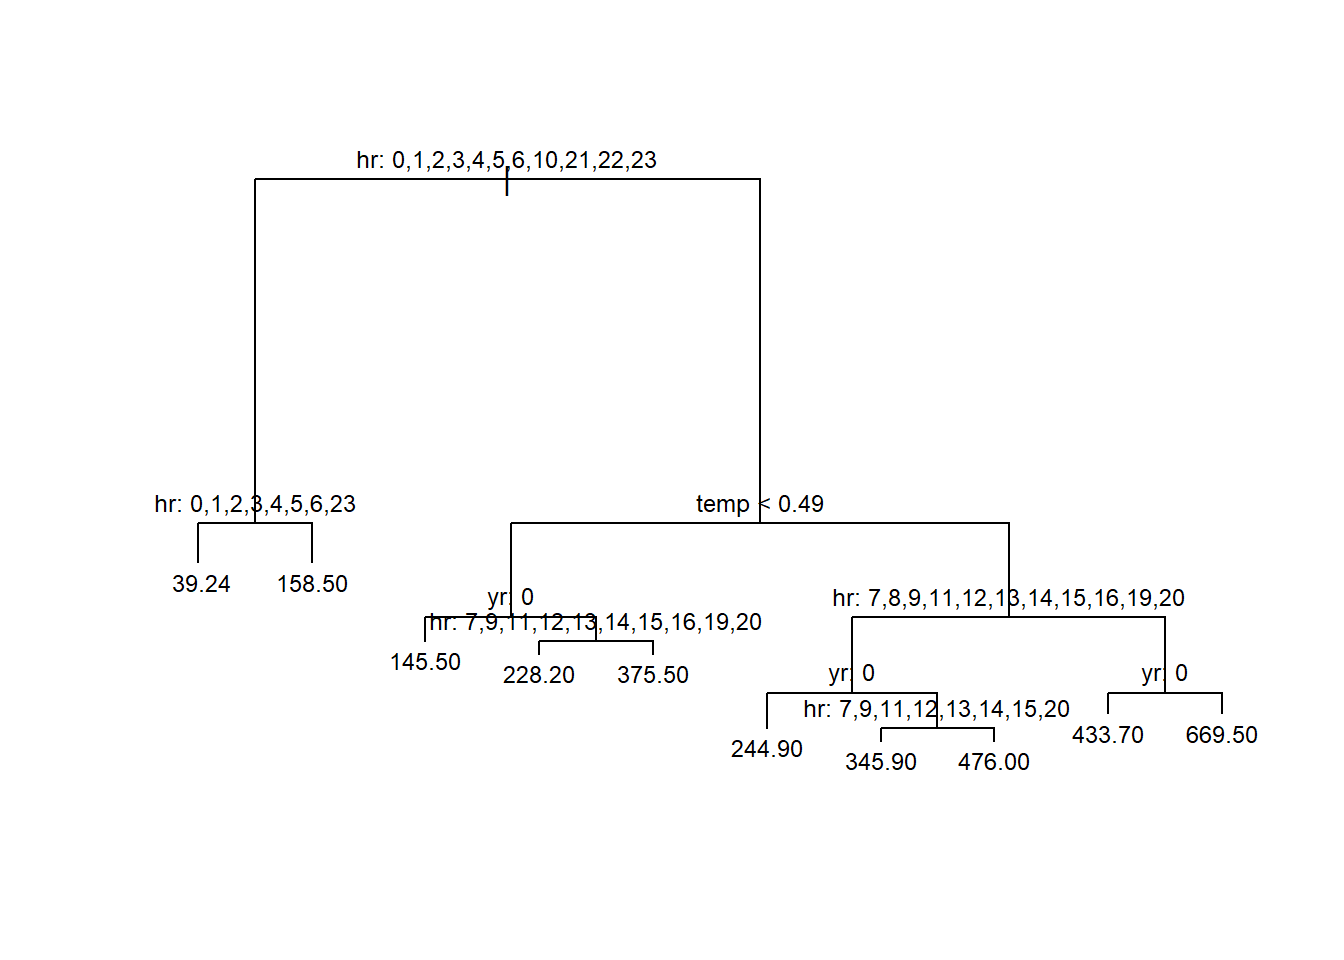 hr: 0,1,2,3,4,5,6,10,21,22,23
hr: 0,1,2,3,4,5,6,23
temp < 0.49
39.24
158.50
yr: 0
hr: 7,8,9,11,12,13,14,15,16,19,20
hr: 7,9,11,12,13,14,15,16,19,20
145.50
228.20
375.50
yr: 0
yr: 0
hr: 7,9,11,12,13,14,15,20
244.90
345.90
476.00
433.70
669.50